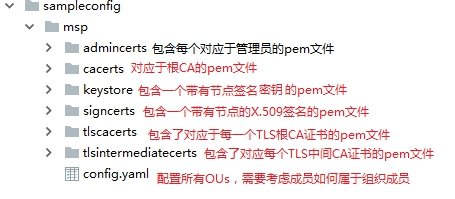 sampleconfig
msp
admincerts 包含每个对应于管理员的pem文件
cacerts 对应于根CA的pem文件
keystore 包含一个带有节点签名密钥的pem文件
signcerts 包含一个带有节点的X.509签名的pem文件
tlscacerts 包含了对应于每一个TLS根CA证书的pem文件
tlsintermediatecerts 包含了对应每个TLS中间CA证书的pem文件
config.yaml 配置所有OUs，需要考虑成员如何属于组织成员